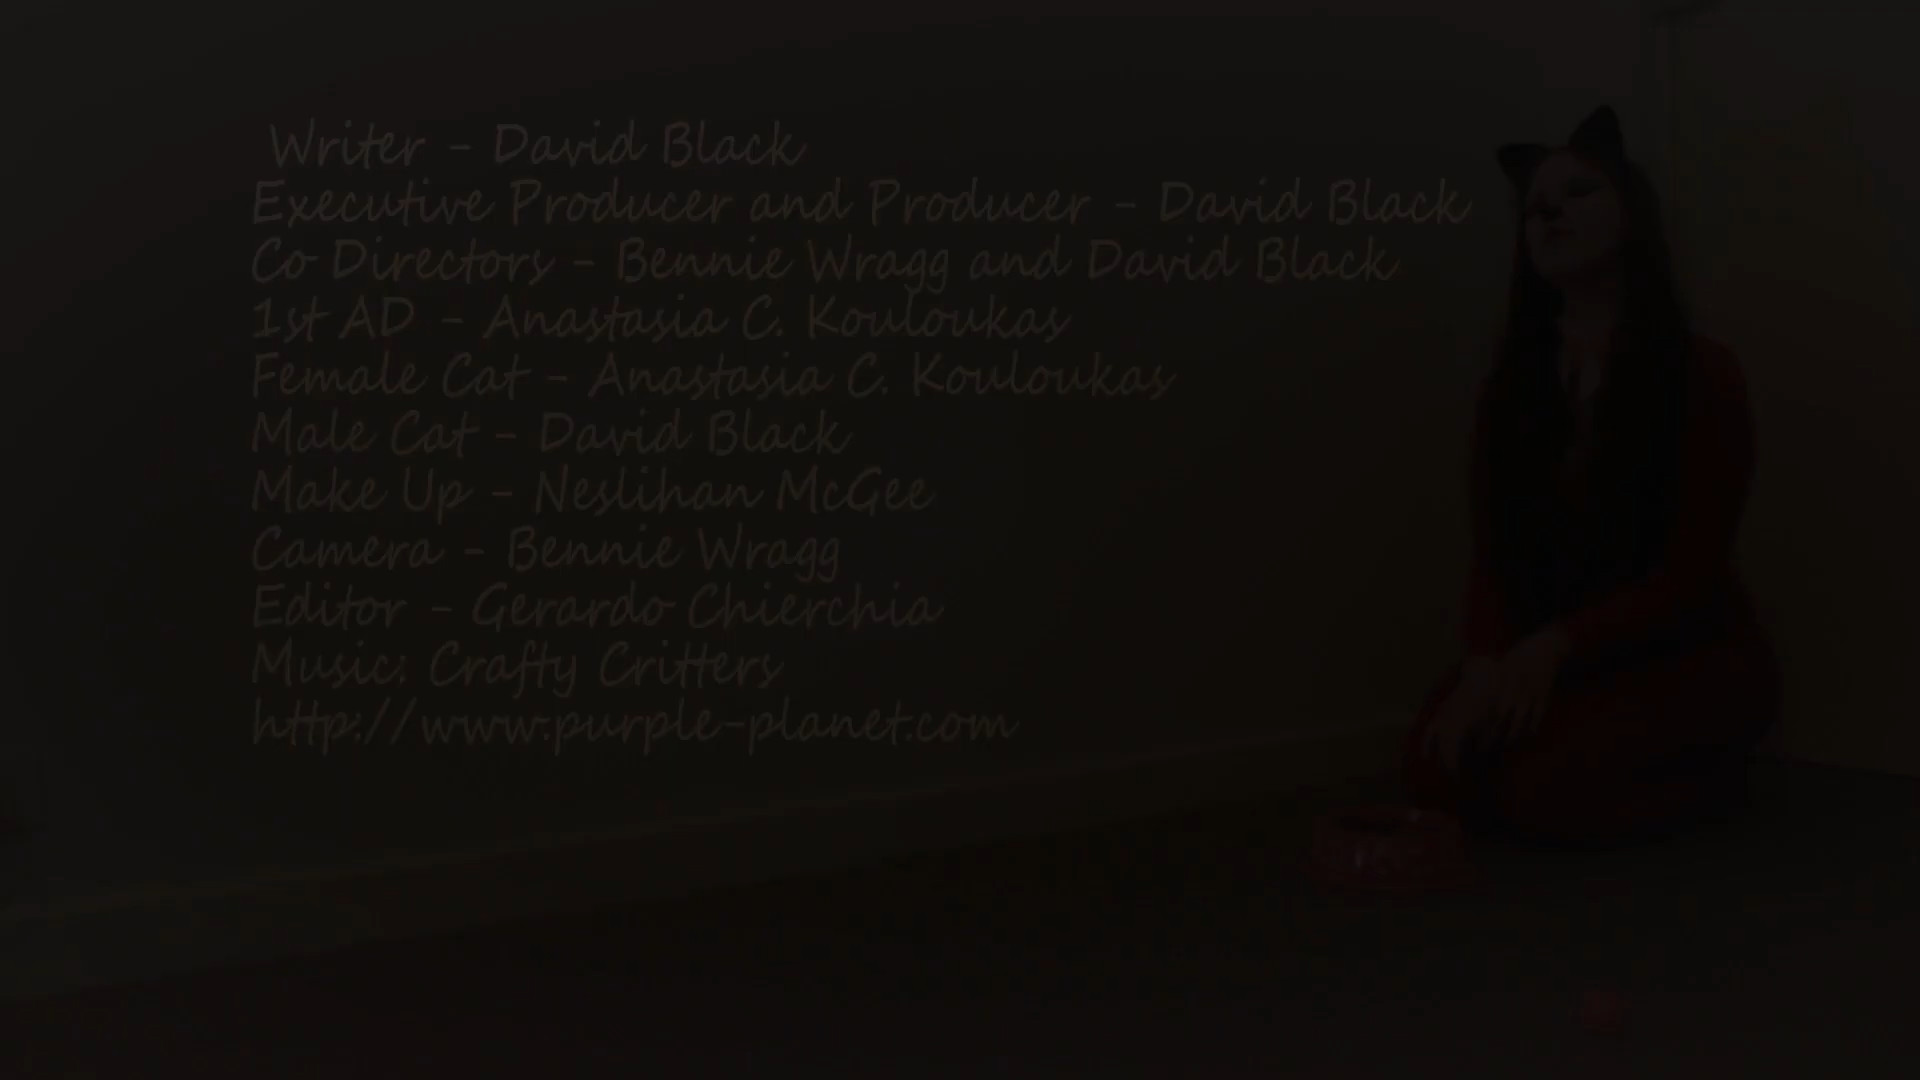 Writer - David Black
Executive Producer and Producer - David Black
Co Directors - Bennie Wragg and David Black
1st AD - Anastasia C. Kouloukas
Female Cat - Anastasia C. Kouloukas
Male Cat - David Black
Make Up - Neslihan McGee
Camera - Bennie Wragg
Editor - Gerardo Chierchia
Music: Crafty Critters
http://www.purple-planet.com